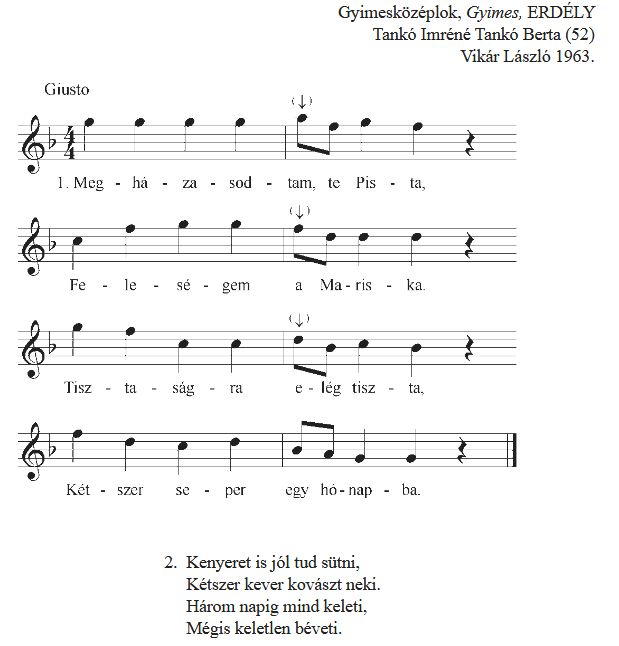 Gyimesközéplok, Gyimes, ERDÉLY
Tankó Imréné Tankó Berta (52)
Vikár László 1963.
Giusto
4
4
(↓)
1. Meg - há - za - sod - tam, te Pis - ta,
(↓)
Fe - le - sé - gem a Ma - ris - ka.
(↓)
Tisz - ta - ság - ra e - lég tisz - ta,
Két - szer se - per egy hó - nap - ba.
2. Kenyeret is jól tud sütni,
Kétszer kever kovászt neki.
Három napig mind keleti,
Mégis keletlen béveti.